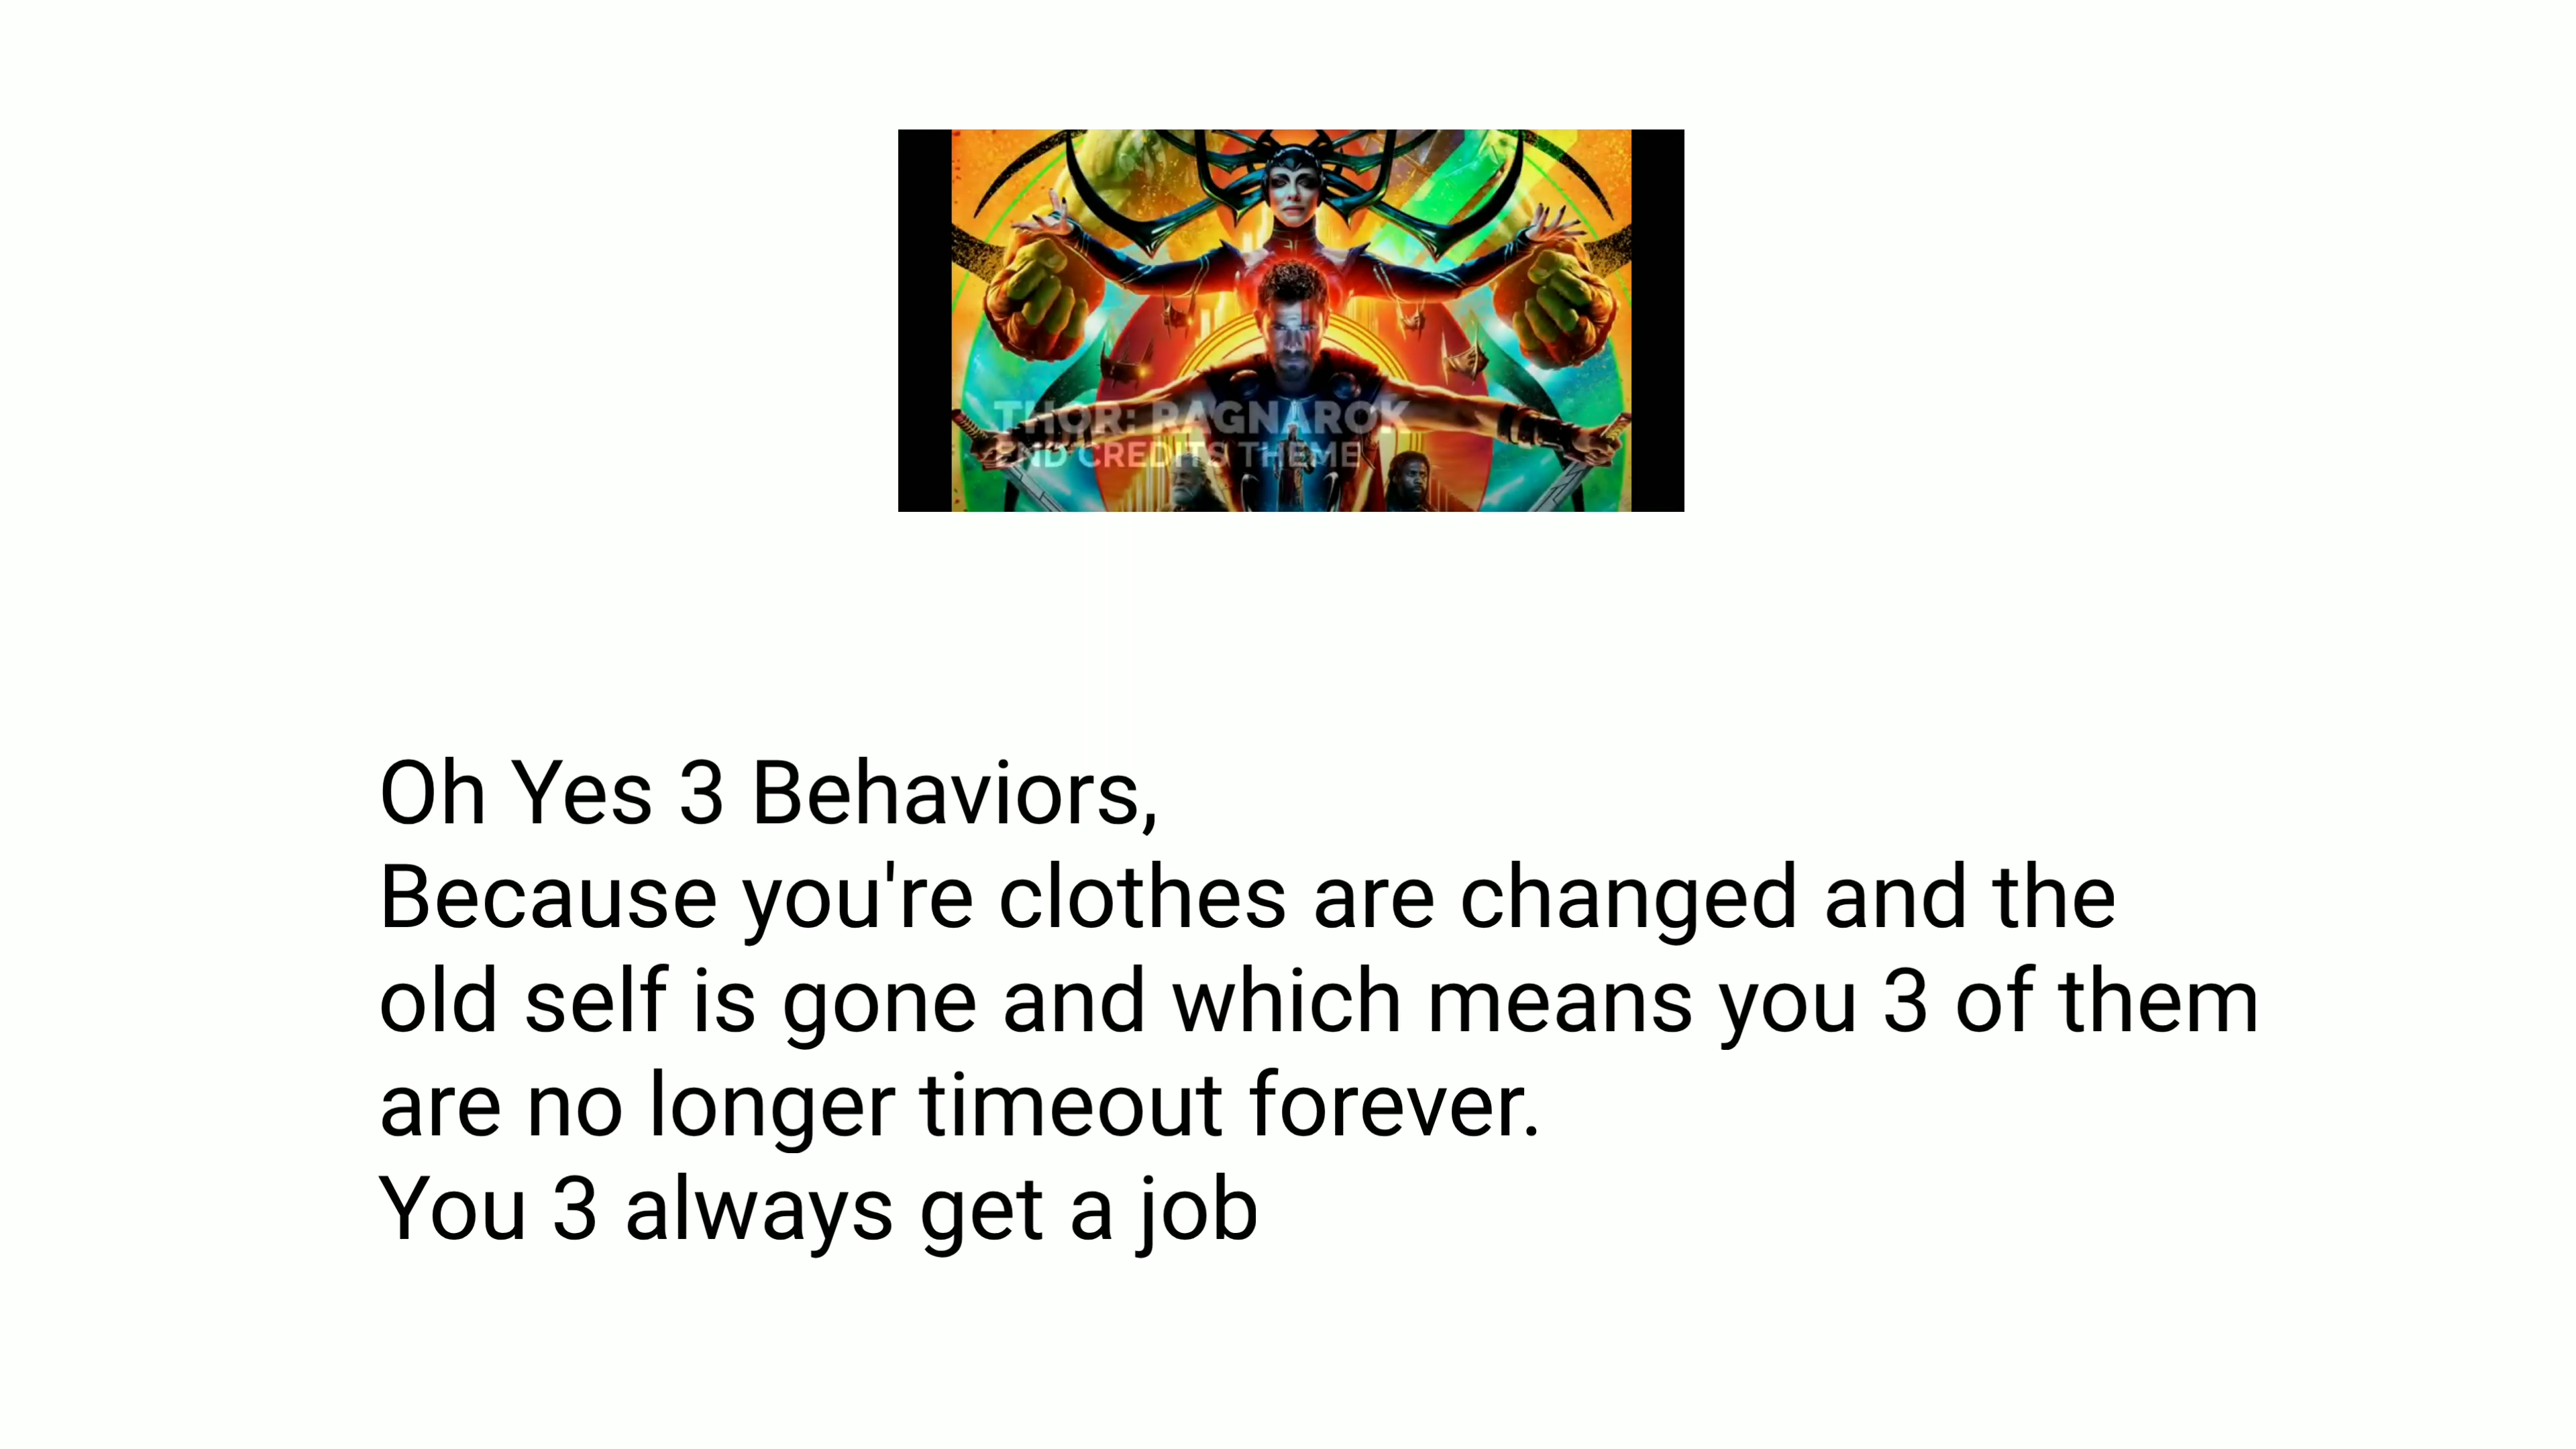 THOR: RAGNAROK
END CREDITS THEME
Oh Yes 3 Behaviors,
Because you're clothes are changed and the
old self is gone and which means you 3 of them
are no longer timeout forever.
You 3 always get a job